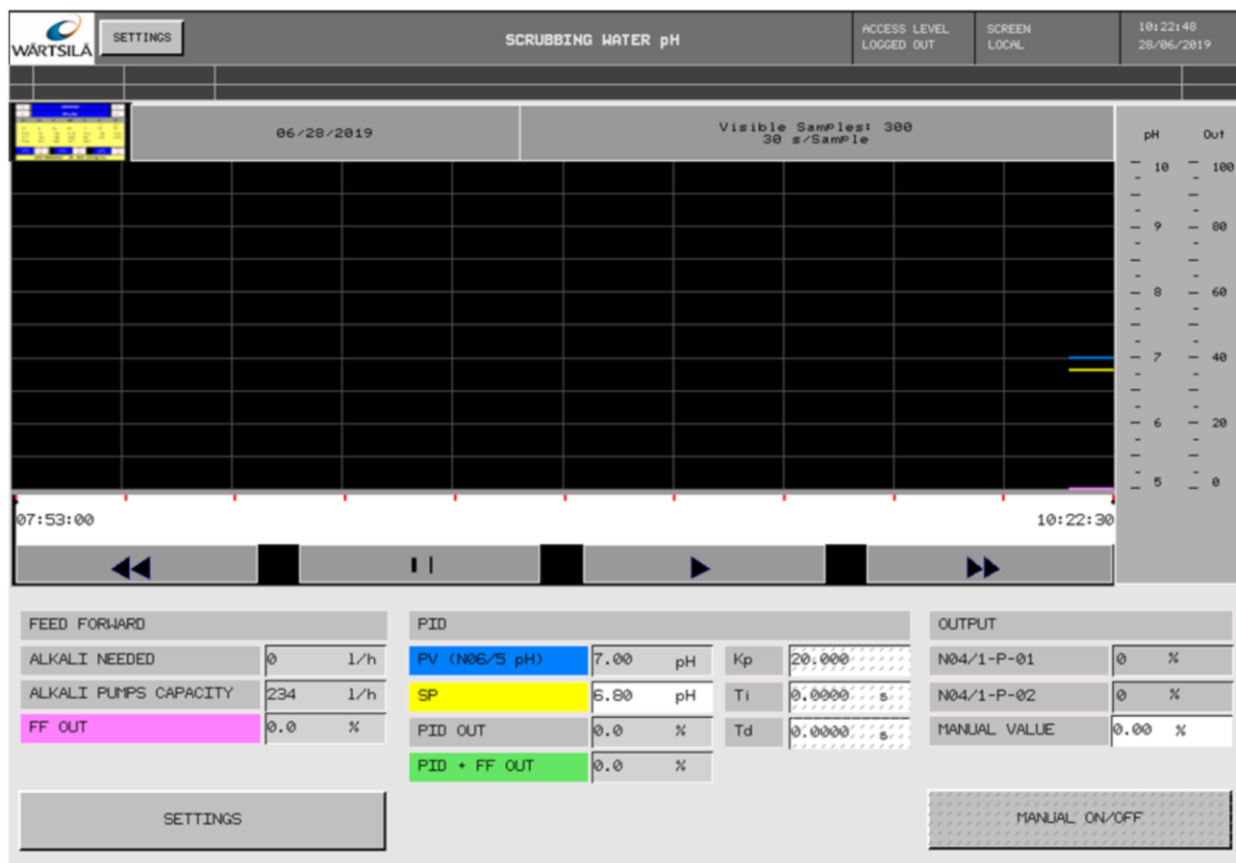 WÄRTSILÄ
SETTINGS
SCRUBBING WATER pH
ACCESS LEVEL
LOGGED OUT
SCREEN
LOCAL
10:22:48
28/06/2019
06/28/2019
Visible Samples: 300
30 s/Sample
pH Out
10 100
9 80
8 60
7 40
6 20
5 0
07:53:00
10:22:30
FEED FORWARD
ALKALI NEEDED 0 l/h
ALKALI PUMPS CAPACITY 234 l/h
FF OUT 0.0 %
PID
PV (N06/5 pH) 7.00 pH Kp 20.000
SP 6.80 pH Ti 0.0000 s
PID OUT 0.0 % Td 0.0000 s
PID + FF OUT 0.0 %
OUTPUT
N04/1-P-01 0 %
N04/1-P-02 0 %
MANUAL VALUE 0.00 %
SETTINGS
MANUAL ON/OFF